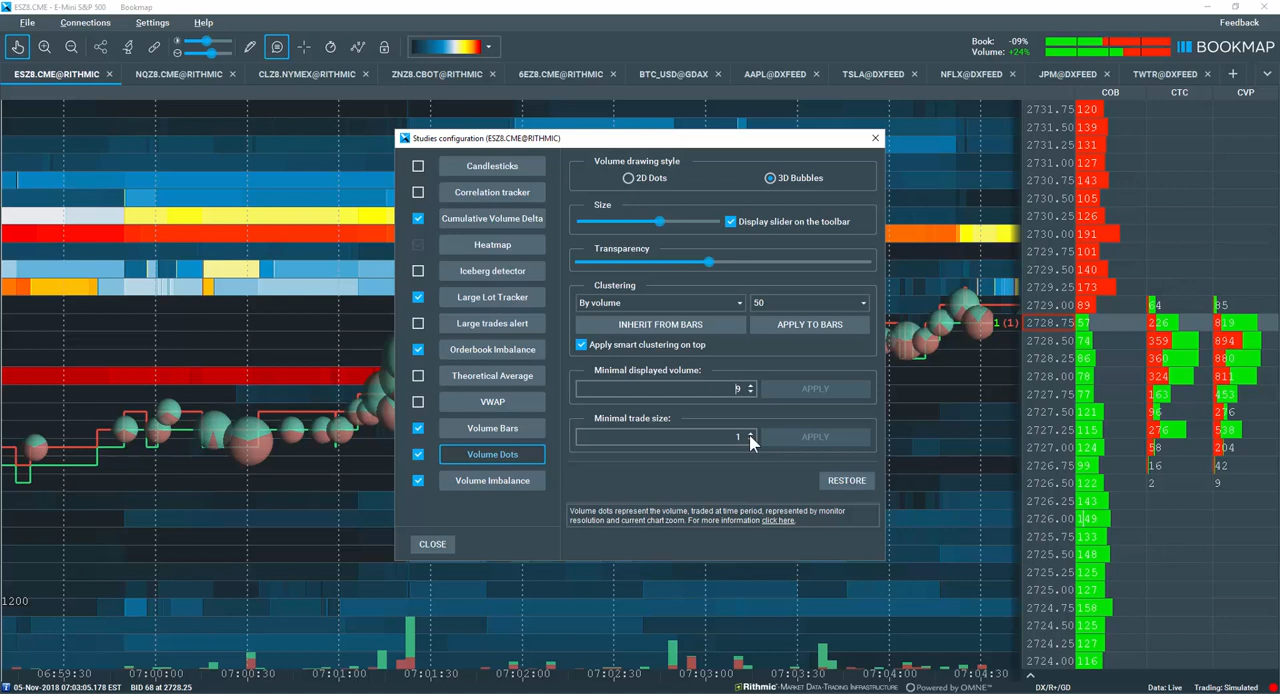 ESZ8.CME - E-Mini S&P 500 Bookmap
File Connections Settings Help Feedback
Book: -09%
Volume: +24%
BOOKMAP
ESZ8.CME@RITHMIC × NQZ8.CME@RITHMIC × CLZ8.NYMEX@RITHMIC × ZNZ8.CBOT@RITHMIC × 6EZ8.CME@RITHMIC × BTC_USD@GDAX × AAPL@DXFEED × TSLA@DXFEED × NFLX@DXFEED × JPM@DXFEED × TWTR@DXFEED × +
COB CTC CVP
2731.75 120
2731.50 139
2731.25 131
2731.00 127
2730.75 143
2730.50 105
2730.25 126
2730.00 191
2729.75 101
2729.50 140
2729.25 173
2729.00 89 64 85
1 (1) 2728.75 57 226 819
2728.50 74 359 894
2728.25 86 360 880
2728.00 78 324 811
2727.75 77 163 453
2727.50 121 96 276
2727.25 115 276 538
2727.00 124 58 204
2726.75 99 16 42
2726.50 122 2 9
2726.25 143
2726.00 149
2725.75 133
2725.50 148
2725.25 125
2725.00 127
2724.75 158
2724.50 125
2724.25 127
2724.00 116
Studies configuration (ESZ8.CME@RITHMIC)
Candlesticks
Correlation tracker
Cumulative Volume Delta
Heatmap
Iceberg detector
Large Lot Tracker
Large trades alert
Orderbook Imbalance
Theoretical Average
VWAP
Volume Bars
Volume Dots
Volume Imbalance
CLOSE
Volume drawing style
2D Dots 3D Bubbles
Size
Display slider on the toolbar
Transparency
Clustering
By volume 50
INHERIT FROM BARS APPLY TO BARS
Apply smart clustering on top
Minimal displayed volume:
9 APPLY
Minimal trade size:
1 APPLY
RESTORE
Volume dots represent the volume, traded at time period, represented by monitor
resolution and current chart zoom. For more information click here.
1200
06:59:30 07:00:00 07:00:30 07:01:00 07:01:30 07:02:00 07:02:30 07:03:00 07:03:30 07:04:00 07:04:30
05-Nov-2018 07:03:05.178 EST BID 68 at 2728.25 Rithmic - MARKET DATA-TRADING INFRASTRUCTURE Powered by OMNE™ DX/R+/GD Data: Live Trading: Simulated